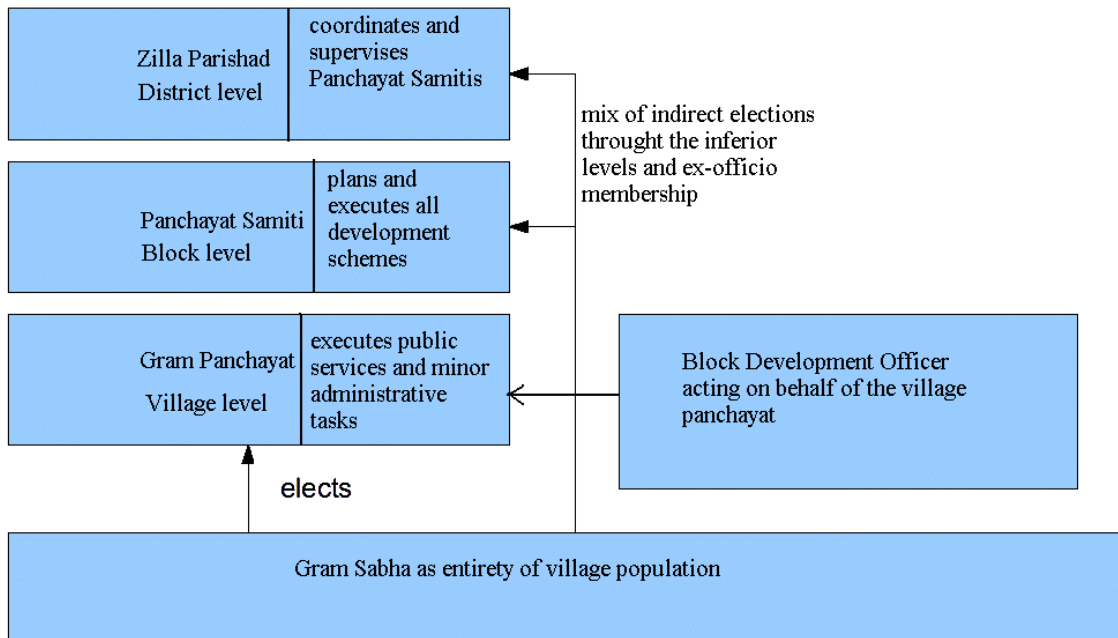 Zilla Parishad
District level
coordinates and
supervises
Panchayat Samitis
mix of indirect elections
throught the inferior
levels and ex-officio
membership
Panchayat Samiti
Block level
plans and
executes all
development
schemes
Gram Panchayat
Village level
executes public
services and minor
administrative
tasks
Block Development Officer
acting on behalf of the village
panchayat
elects
Gram Sabha as entirety of village population